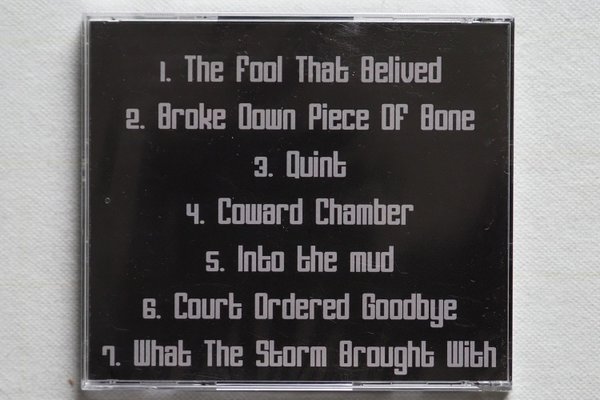 1. The Fool That Belived
2. Broke Down Piece Of Bone
3. Quint
4. Coward Chamber
5. Into the mud
6. Court Ordered Goodbye
7. What The Storm Brought With